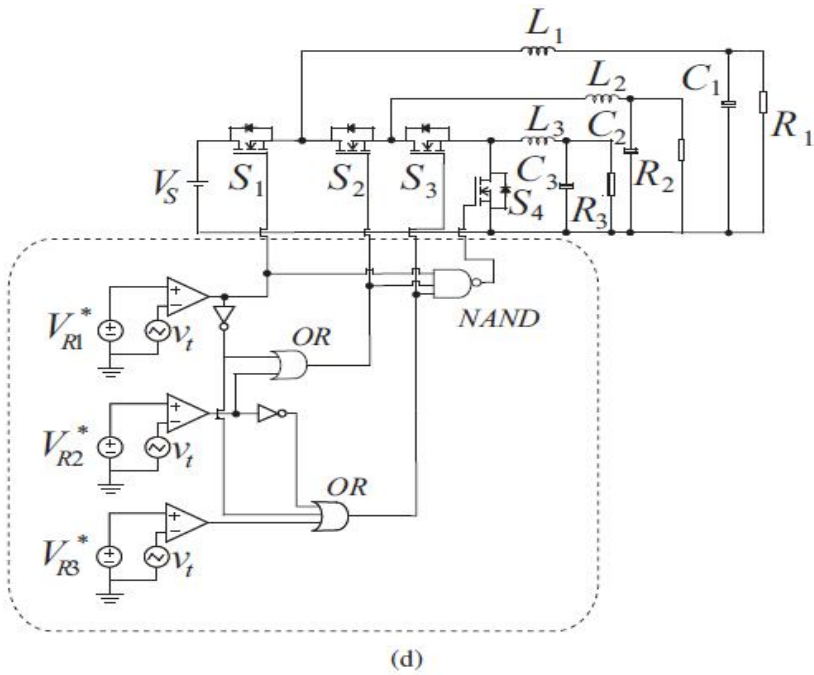 L1
L2
C1
L3
C2
R1
VS
S1
S2
S3
C3
S4
R3
R2
VR1*
+
−
±
vt
NAND
OR
VR2*
+
−
±
vt
OR
VR3*
+
−
±
vt
(d)